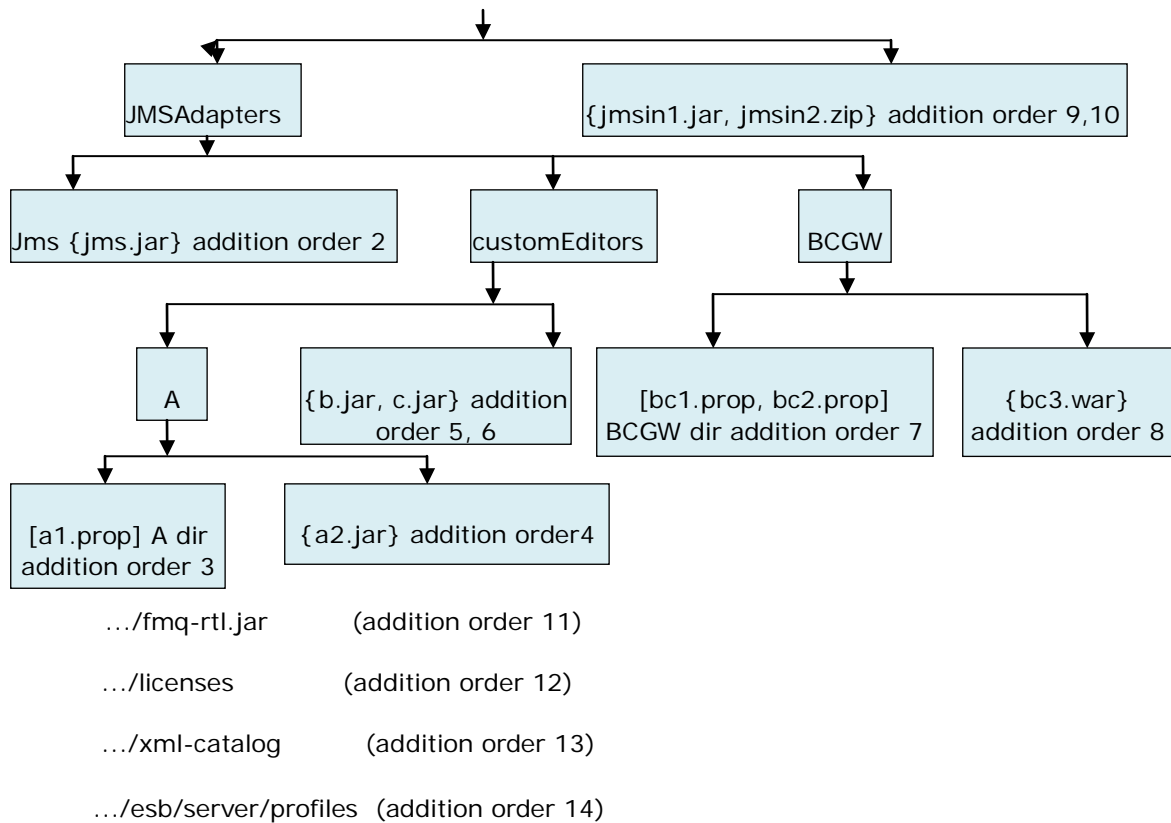 JMSAdapters
{jmsin1.jar, jmsin2.zip} addition order 9,10
Jms {jms.jar} addition order 2
customEditors
BCGW
A
{b.jar, c.jar} addition
order 5, 6
[bc1.prop, bc2.prop]
BCGW dir addition order 7
{bc3.war}
addition order 8
[a1.prop] A dir
addition order 3
{a2.jar} addition order4
.../fmq-rtl.jar (addition order 11)
.../licenses (addition order 12)
.../xml-catalog (addition order 13)
.../esb/server/profiles (addition order 14)